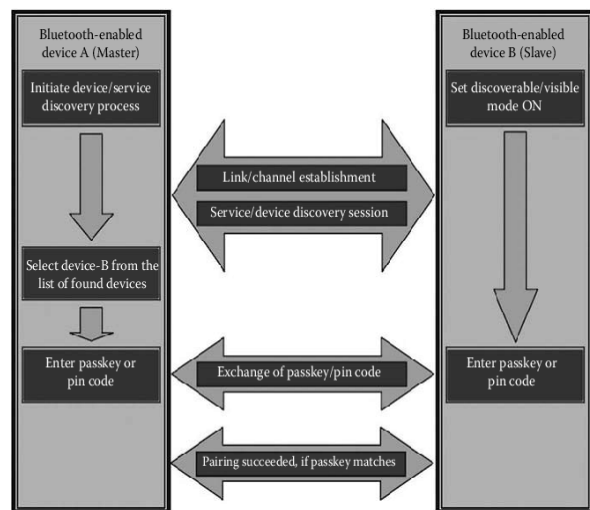 Bluetooth-enabled
device A (Master)
Initiate device/service
discovery process
Select device-B from the
list of found devices
Enter passkey or
pin code
Link/channel establishment
Service/device discovery session
Exchange of passkey/pin code
Pairing succeeded, if passkey matches
Bluetooth-enabled
device B (Slave)
Set discoverable/visible
mode ON
Enter passkey or
pin code